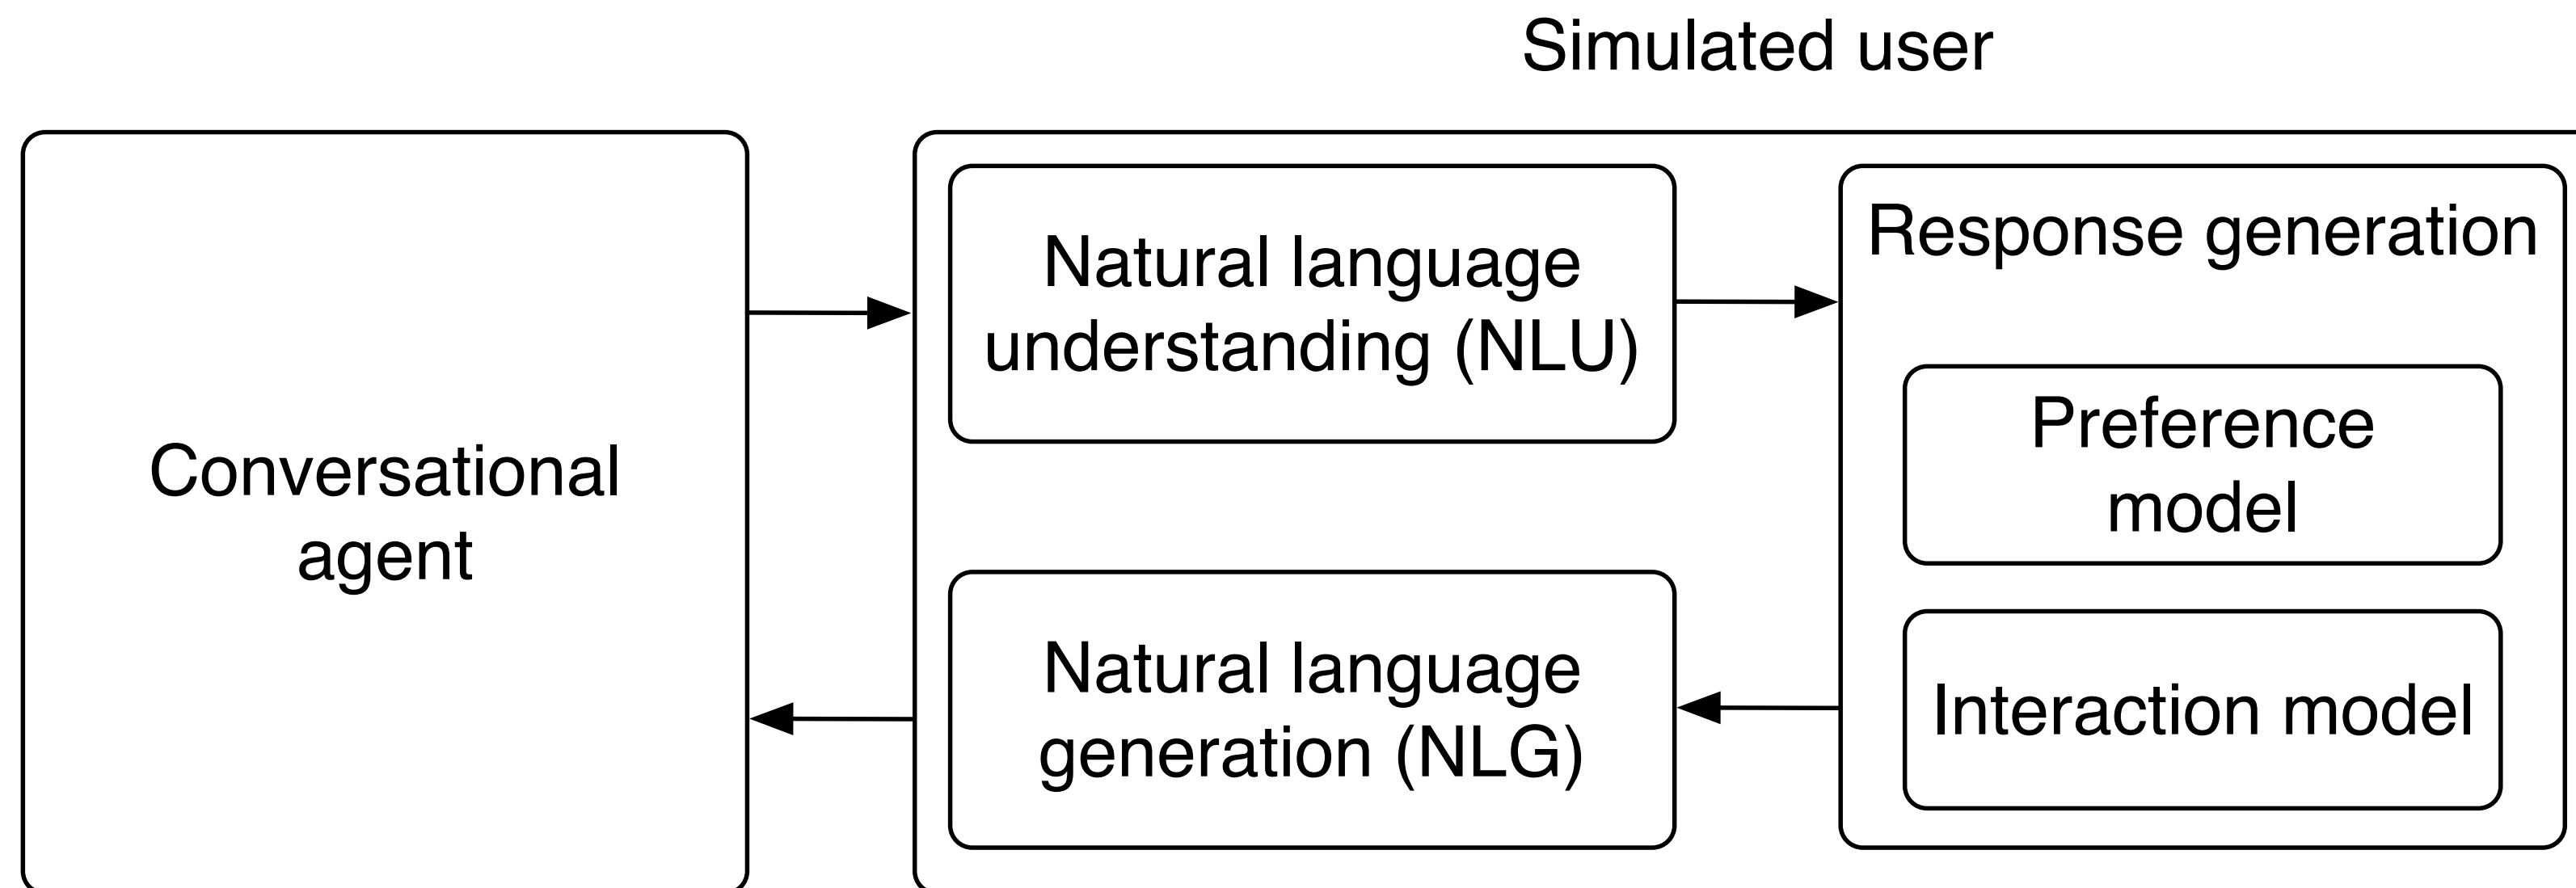 Simulated user
Conversational
agent
Natural language
understanding (NLU)
Natural language
generation (NLG)
Response generation
Preference
model
Interaction model